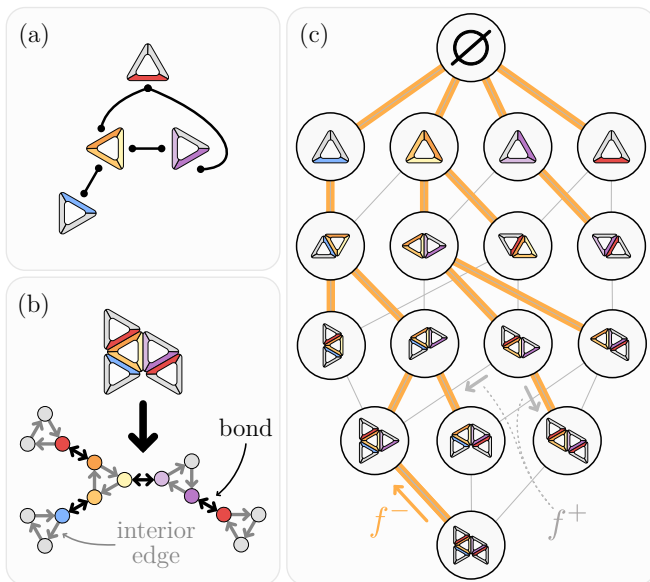 (a)
(b)
bond
interior
edge
(c)
∅
f⁻
f⁺